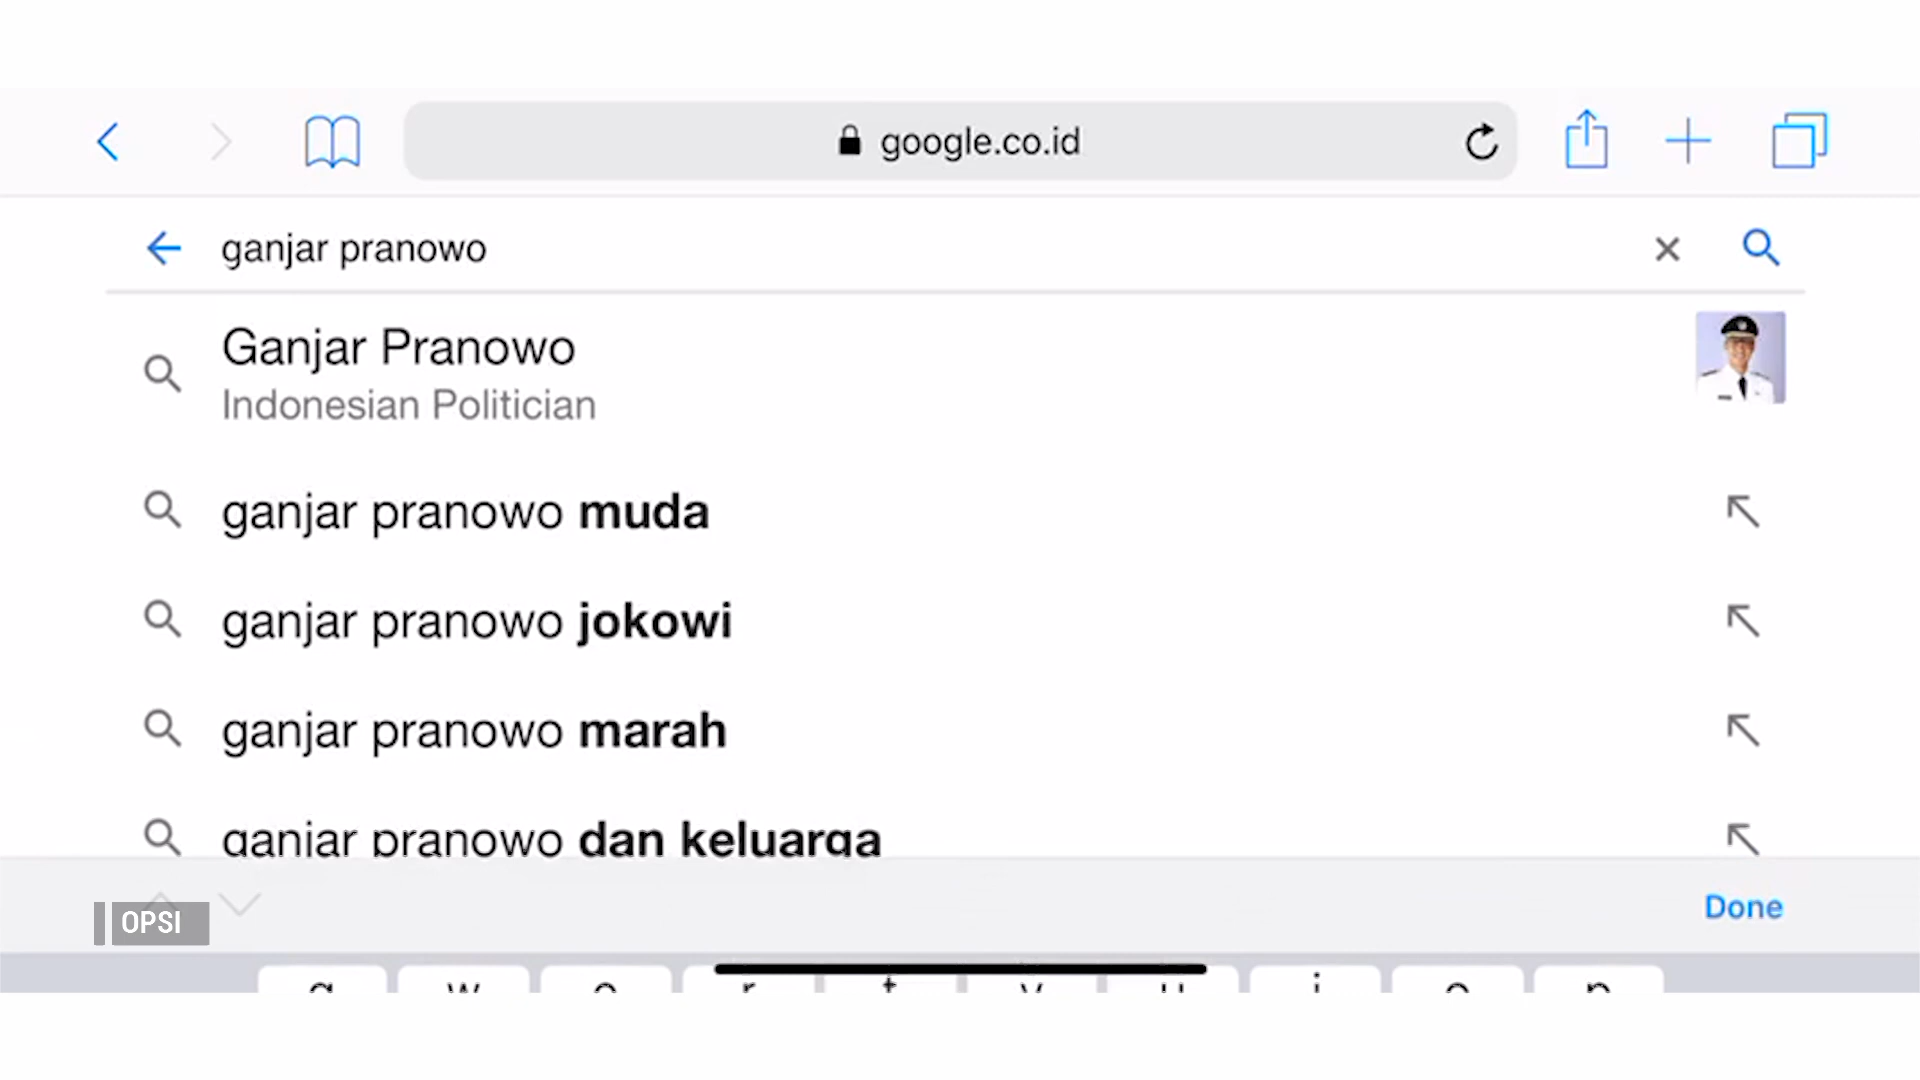 google.co.id
ganjar pranowo
Ganjar Pranowo
Indonesian Politician
ganjar pranowo muda
ganjar pranowo jokowi
ganjar pranowo marah
ganjar pranowo dan keluarga
Done
OPSI
q w e r t y u i o p